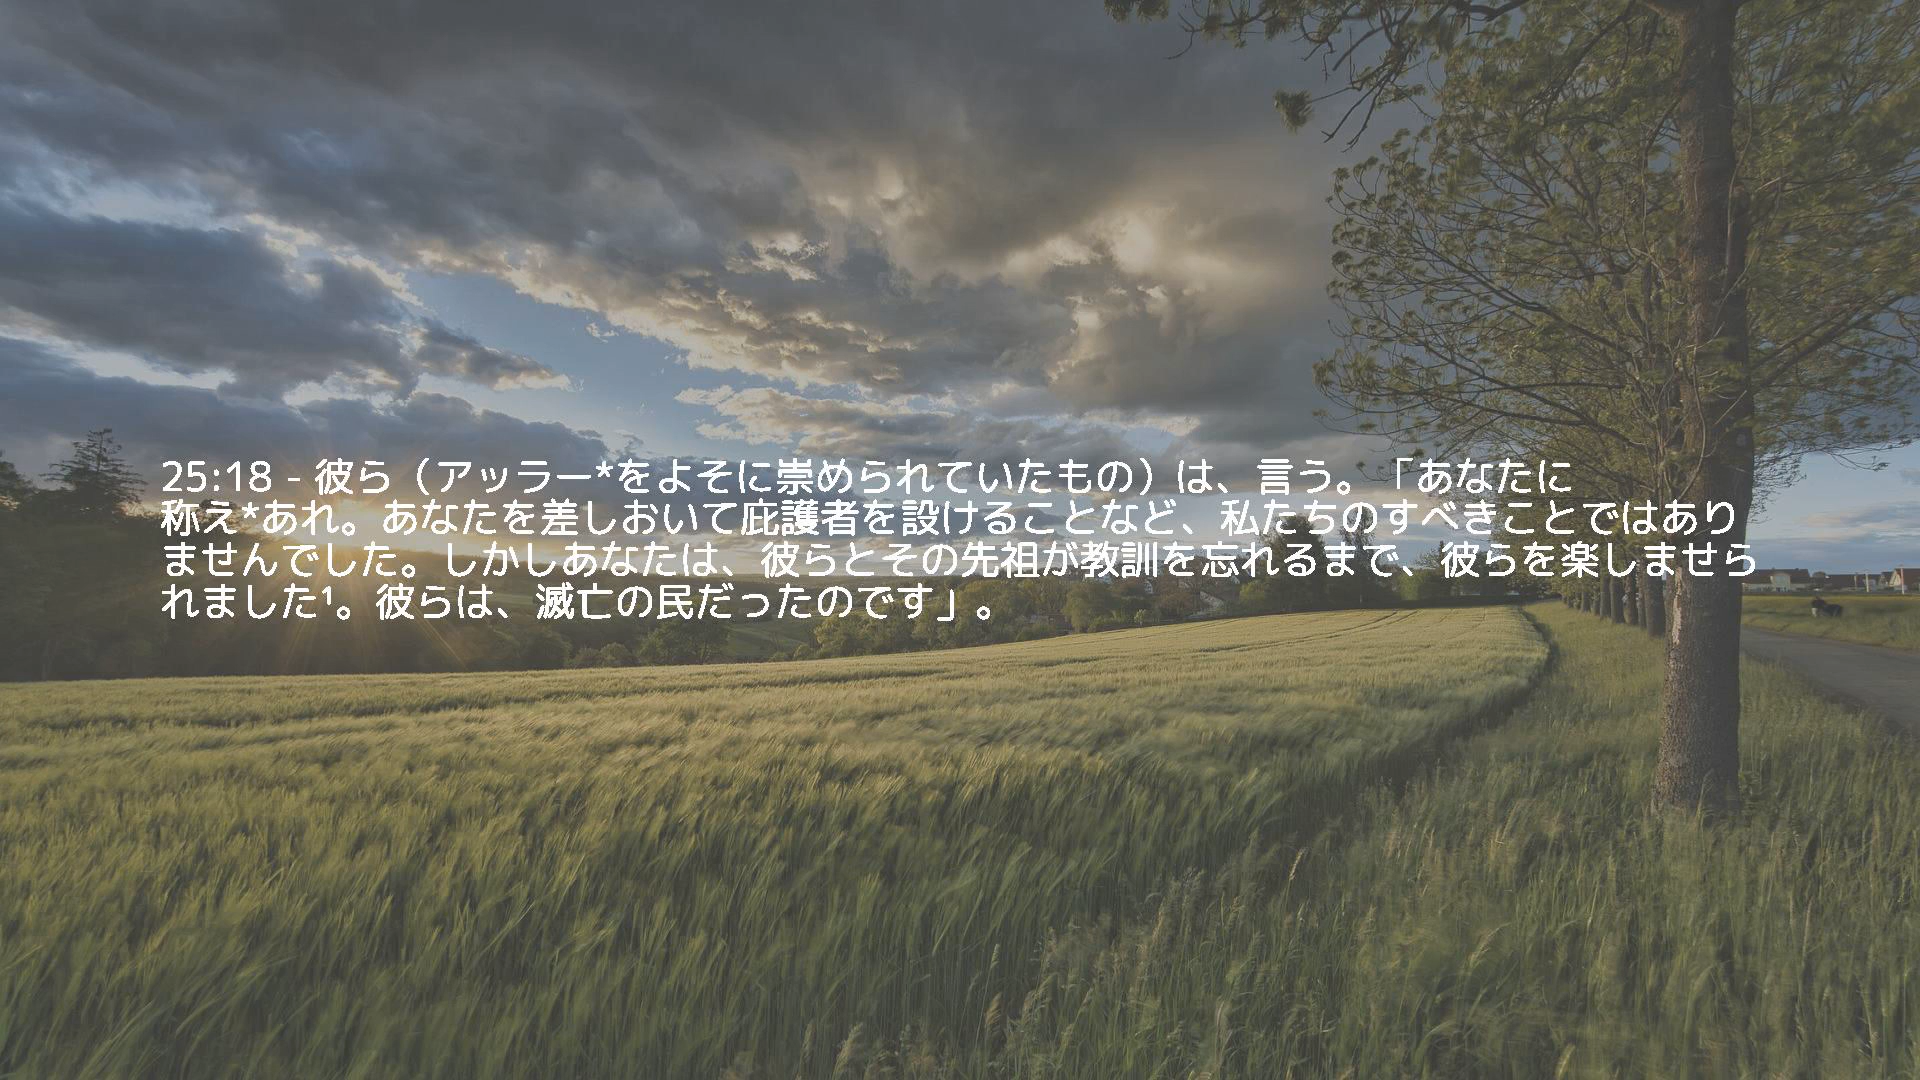 25:18 - 彼ら（アッラー*をよそに崇められていたもの）は、言う。「あなたに
称え*あれ。あなたを差しおいて庇護者を設けることなど、私たちのすべきことではあり
ませんでした。しかしあなたは、彼らとその先祖が教訓を忘れるまで、彼らを楽しませら
れました¹。彼らは、滅亡の民だったのです」。